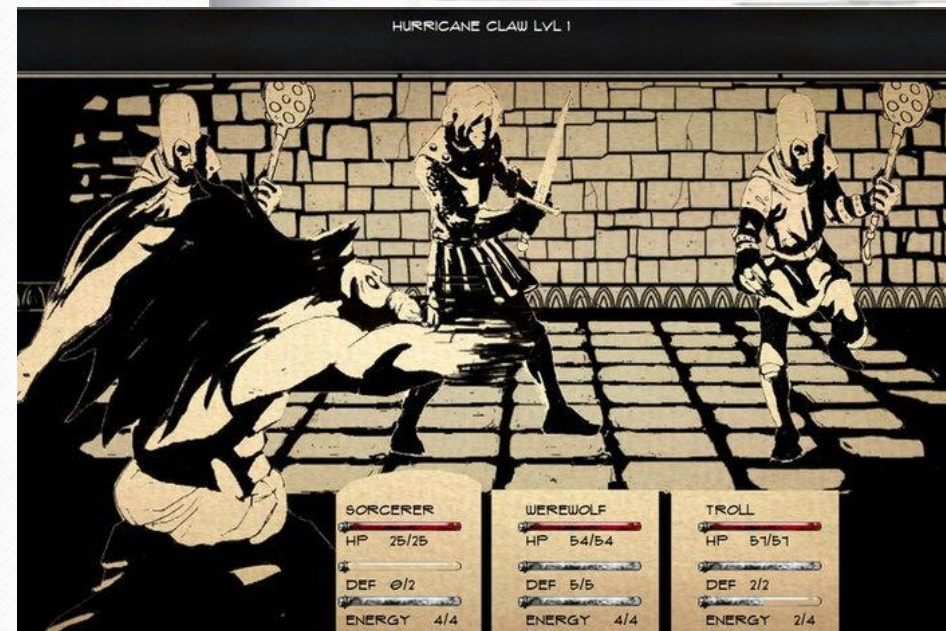 HURRICANE CLAW LVL 1
SORCERER
HP 25/25
DEF 0/2
ENERGY 4/4
WEREWOLF
HP 54/54
DEF 5/5
ENERGY 4/4
TROLL
HP 57/57
DEF 2/2
ENERGY 2/4